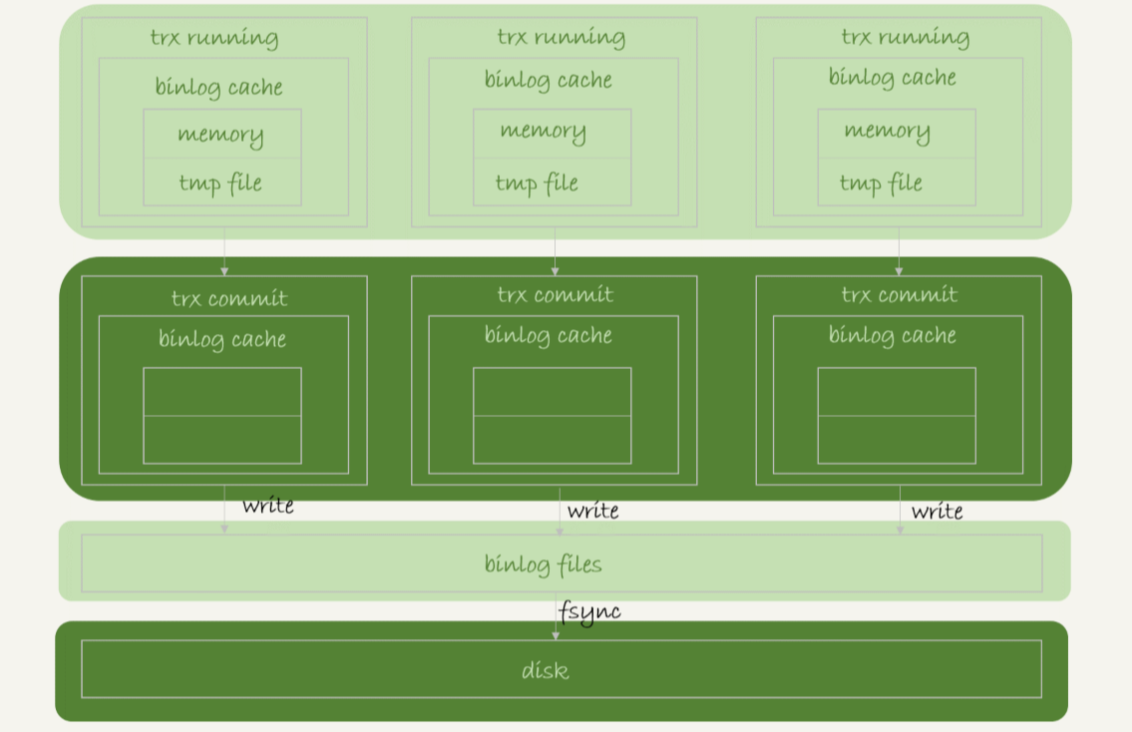 trx running
trx running
trx running
binlog cache
binlog cache
binlog cache
memory
memory
memory
tmp file
tmp file
tmp file
trx commit
trx commit
trx commit
binlog cache
binlog cache
binlog cache
write
write
write
binlog files
fsync
disk